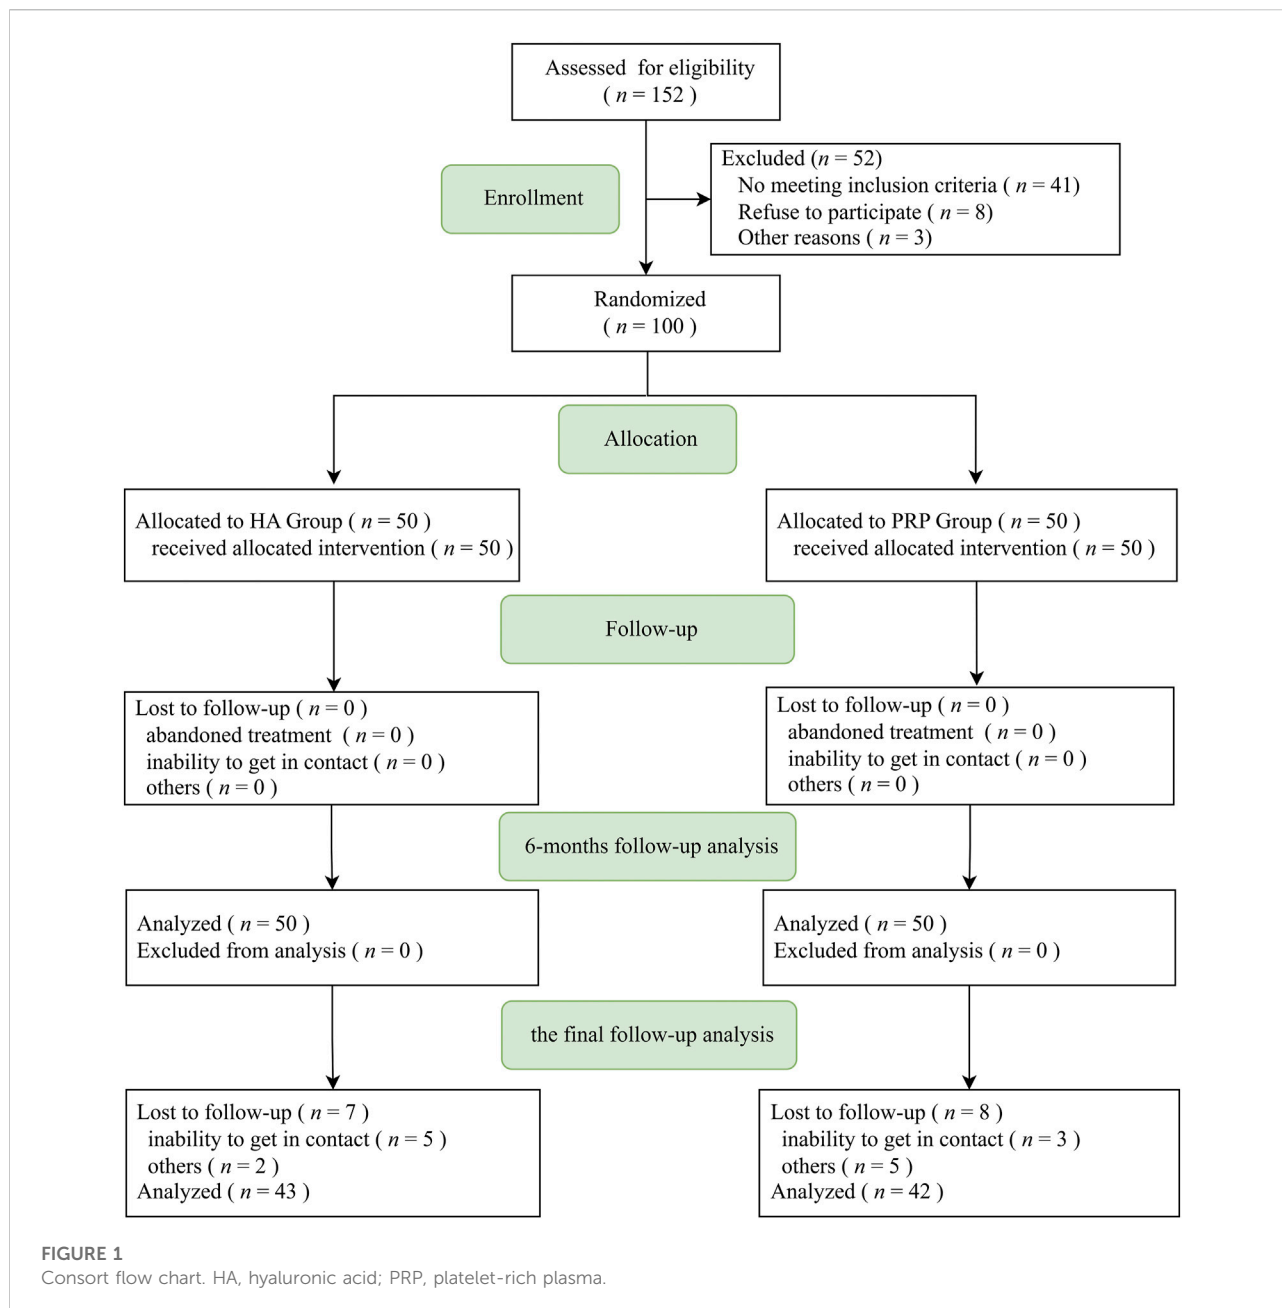 Assessed for eligibility
( n = 152 )
Excluded (n = 52)
No meeting inclusion criteria ( n = 41)
Refuse to participate ( n = 8)
Other reasons ( n = 3)
Enrollment
Randomized
( n = 100 )
Allocation
Allocated to HA Group ( n = 50 )
received allocated intervention ( n = 50 )
Allocated to PRP Group ( n = 50 )
received allocated intervention ( n = 50 )
Follow-up
Lost to follow-up ( n = 0 )
abandoned treatment ( n = 0 )
inability to get in contact ( n = 0 )
others ( n = 0 )
Lost to follow-up ( n = 0 )
abandoned treatment ( n = 0 )
inability to get in contact ( n = 0 )
others ( n = 0 )
6-months follow-up analysis
Analyzed ( n = 50 )
Excluded from analysis ( n = 0 )
Analyzed ( n = 50 )
Excluded from analysis ( n = 0 )
the final follow-up analysis
Lost to follow-up ( n = 7 )
inability to get in contact ( n = 5 )
others ( n = 2 )
Analyzed ( n = 43 )
Lost to follow-up ( n = 8 )
inability to get in contact ( n = 3 )
others ( n = 5 )
Analyzed ( n = 42 )
FIGURE 1
Consort flow chart. HA, hyaluronic acid; PRP, platelet-rich plasma.